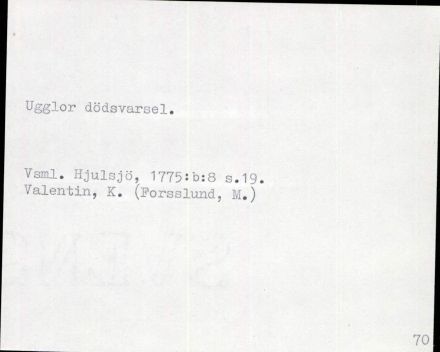 Ugglor dödsvarsel.
Vsml. Hjulsjö, 1775:b:8 s.19.
Valentin, K. (Forsslund, M.)
70